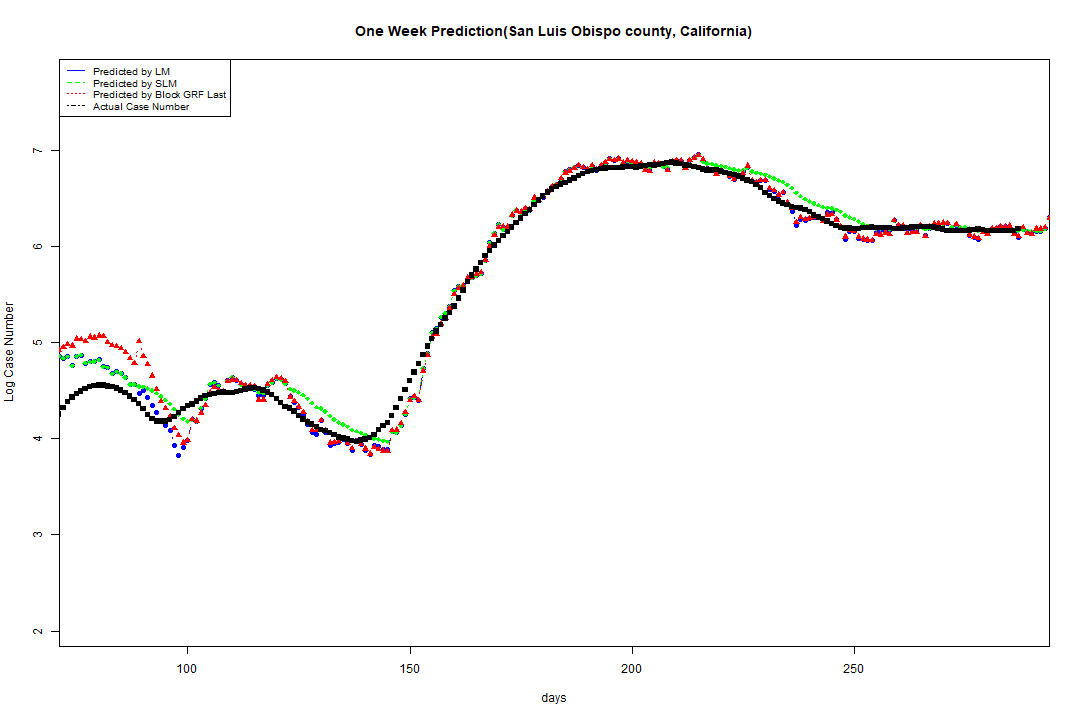 One Week Prediction(San Luis Obispo county, California)
Predicted by LM
Predicted by SLM
Predicted by Block GRF Last
Actual Case Number
7
6
5
4
3
2
Log Case Number
100
150
200
250
days